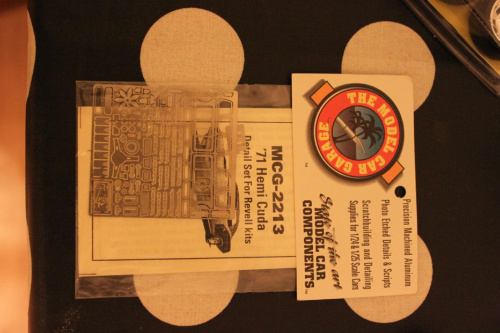 THE MODEL CAR GARAGE
State of the art
MODEL CAR
COMPONENTS
Precision Machined Aluminum
Photo Etched Details & Scripts
Scratchbuilding and Detailing
Supplies for 1/24 & 1/25 Scale Cars
MCG-2213
'71 Hemi Cuda
Detail Set For Revell kits